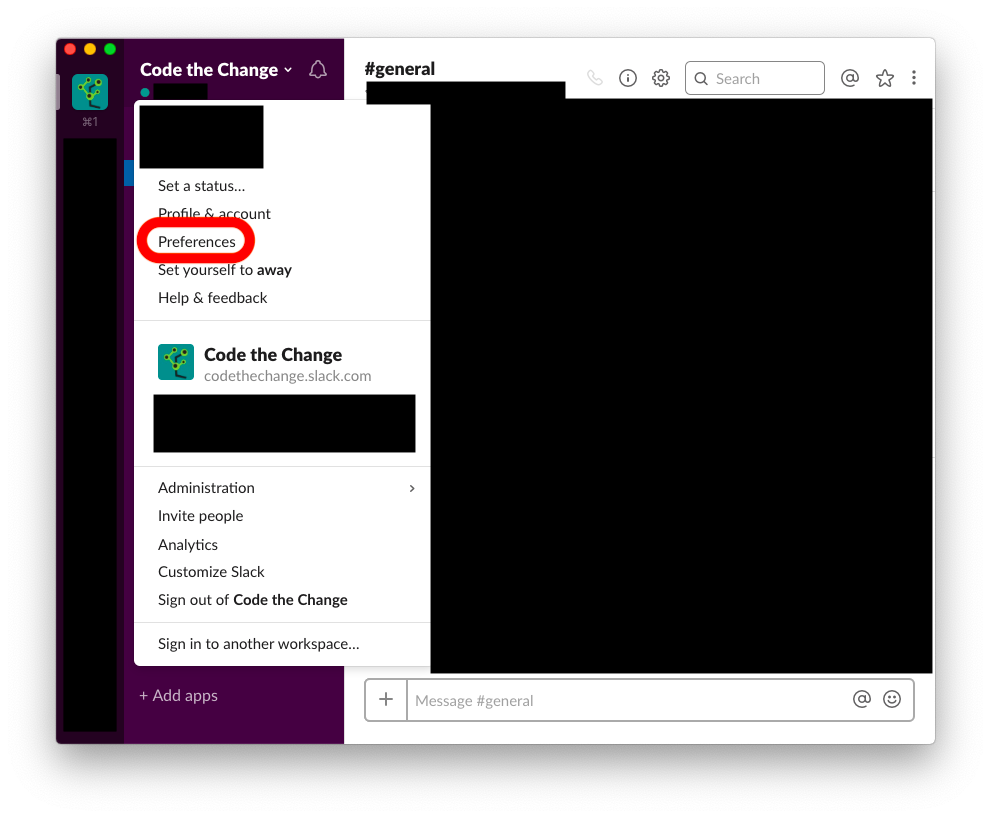 Code the Change
#general
Search
⌘1
Set a status...
Profile & account
Preferences
Set yourself to away
Help & feedback
Code the Change
codethechange.slack.com
Administration
Invite people
Analytics
Customize Slack
Sign out of Code the Change
Sign in to another workspace...
+ Add apps
Message #general